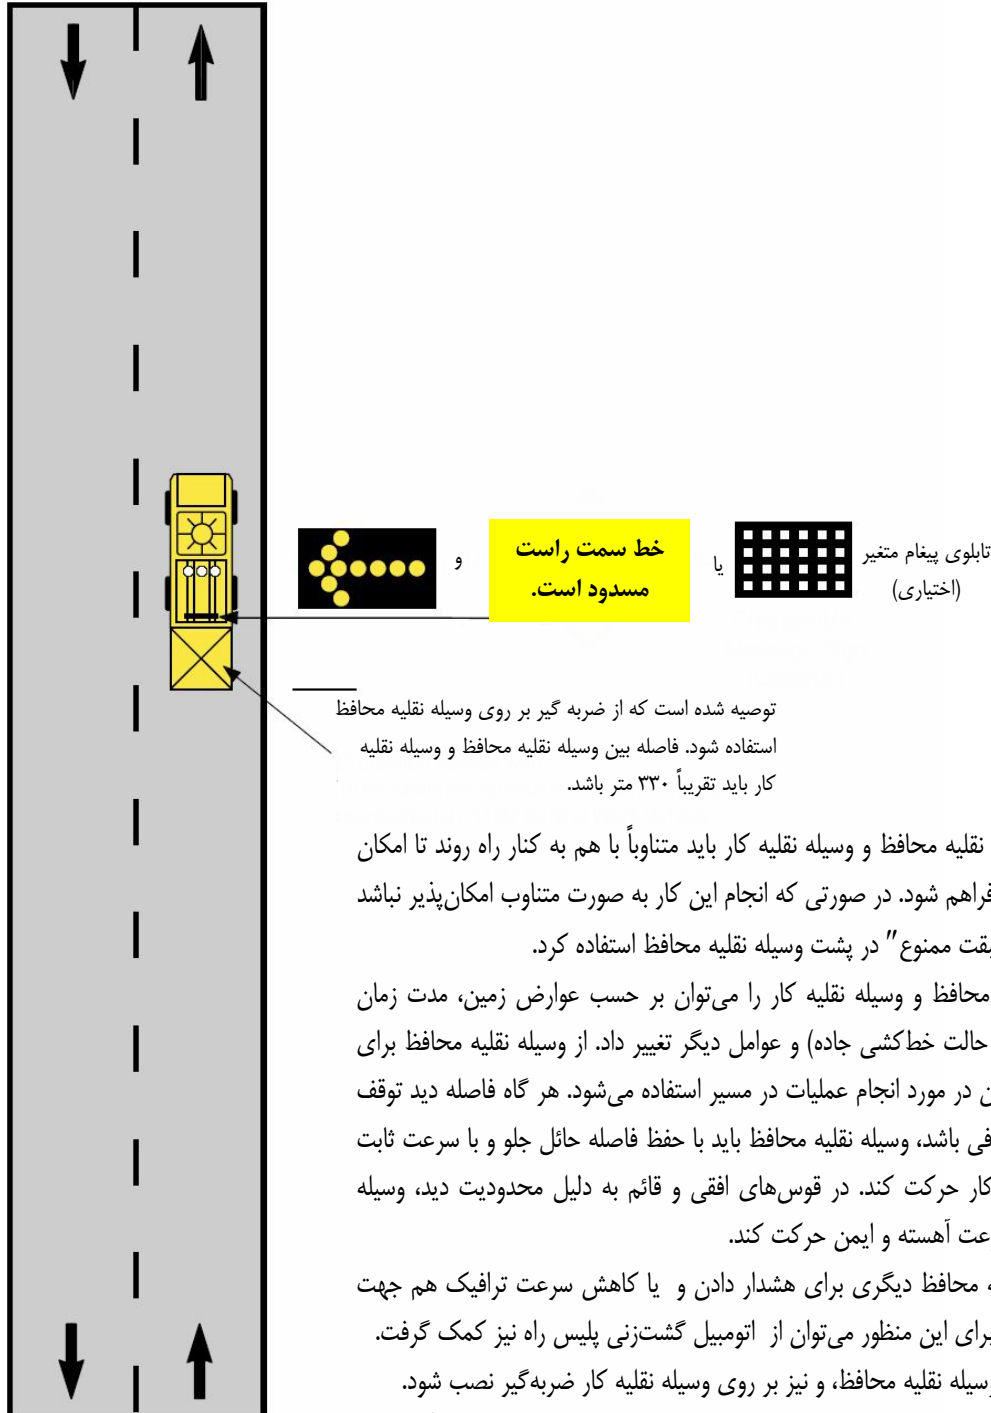 تابلوی پیغام متغیر
(اختیاری)
یا
خط سمت راست
مسدود است.
و
توصیه شده است که از ضربه گیر بر روی وسیله نقلیه محافظ
استفاده شود. فاصله بین وسیله نقلیه محافظ و وسیله نقلیه
کار باید تقریباً ۳۳۰ متر باشد.
نقلیه محافظ و وسیله نقلیه کار باید متناوباً با هم به کنار راه روند تا امکان
فراهم شود. در صورتی که انجام این کار به صورت متناوب امکان‌پذیر نباشد
ممنوع" در پشت وسیله نقلیه محافظ استفاده کرد.
محافظ و وسیله نقلیه کار را می‌توان بر حسب عوارض زمین، مدت زمان
حالت خط‌کشی جاده) و عوامل دیگر تغییر داد. از وسیله نقلیه محافظ برای
در مورد انجام عملیات در مسیر استفاده می‌شود. هر گاه فاصله دید توقف
باشد، وسیله نقلیه محافظ باید با حفظ فاصله حائل جلو و با سرعت ثابت
کار حرکت کند. در قوس‌های افقی و قائم به دلیل محدودیت دید، وسیله
آهسته و ایمن حرکت کند.
محافظ دیگری برای هشدار دادن و یا کاهش سرعت ترافیک هم جهت
برای این منظور می‌توان از اتومبیل گشت‌زنی پلیس راه نیز کمک گرفت.
وسیله نقلیه محافظ، و نیز بر روی وسیله نقلیه کار ضربه‌گیر نصب شود.